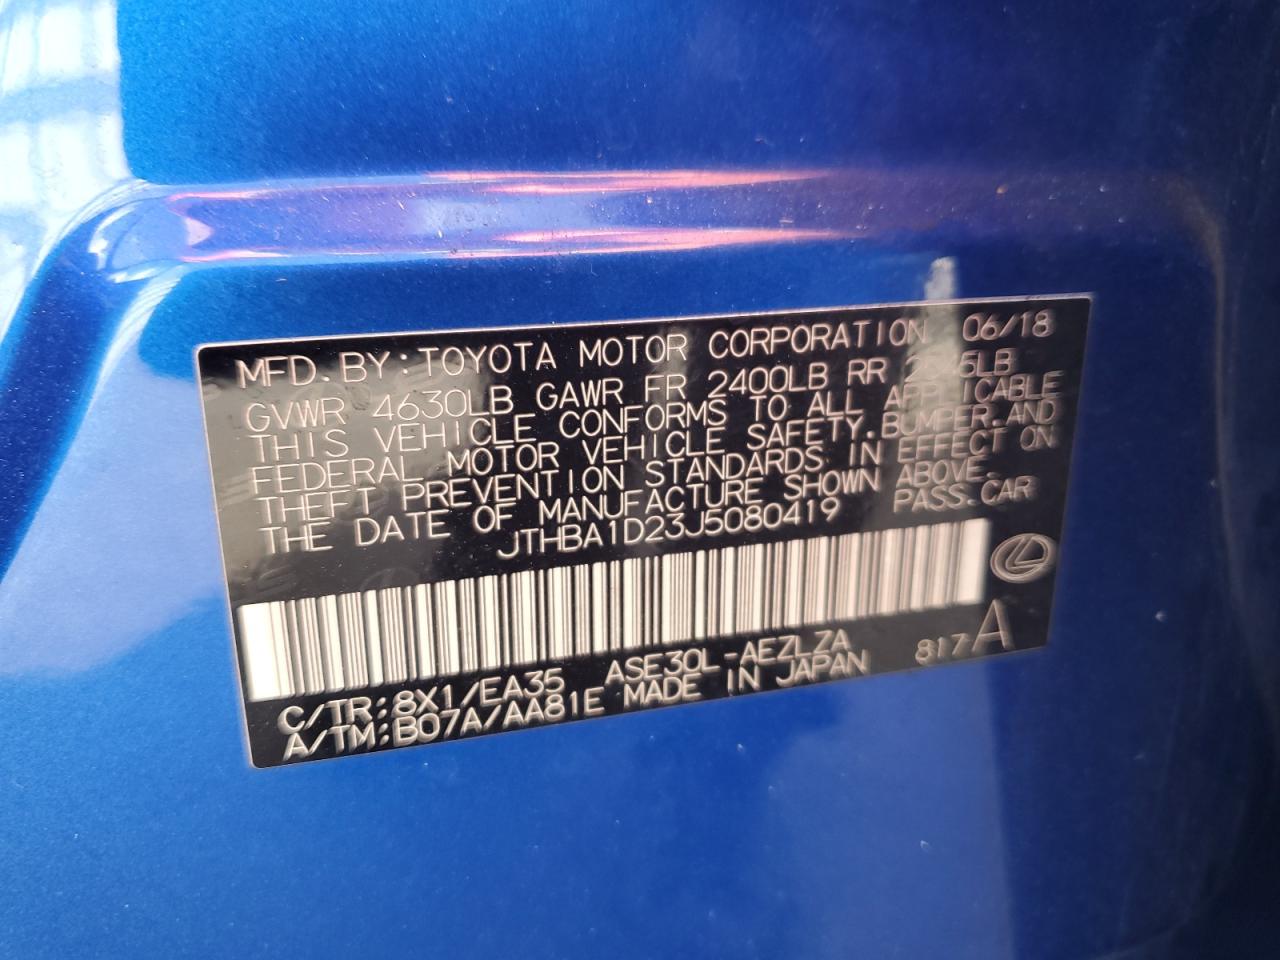 MFD. BY: TOYOTA MOTOR CORPORATION 06/18
GVWR 4630LB GAWR FR 2400LB RR
THIS VEHICLE CONFORMS TO ALL APPLICABLE
FEDERAL MOTOR VEHICLE SAFETY, BUMPER, AND
THEFT PREVENTION STANDARDS IN EFFECT ON
THE DATE OF MANUFACTURE SHOWN ABOVE.
JTHBA1D23J5080419 PASS. CAR
C/TR: 8X1/EA35 ASE30L-AEZLZA 817A
A/TM: B07A/AA81E MADE IN JAPAN